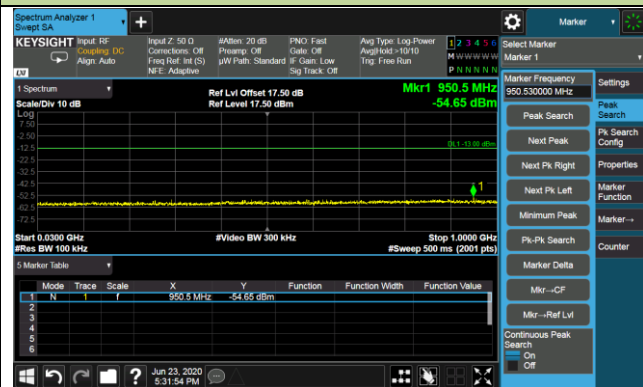 Spectrum Analyzer 1
Swept SA
+
Marker
KEYSIGHT
Input: RF
Coupling: DC
Align: Auto
Input Z: 50 Ω
Corrections: Off
Freq Ref: Int (S)
NFE: Adaptive
#Atten: 20 dB
Preamp: Off
µW Path: Standard
PNO: Fast
Gate: Off
IF Gain: Low
Sig Track: Off
Avg Type: Log-Power
Avg|Hold:>10/10
Trig: Free Run
1 2 3 4 5 6
M W W W W W
P N N N N N
LXI
Select Marker
Marker 1
1 Spectrum
Scale/Div 10 dB
Ref Lvl Offset 17.50 dB
Ref Level 17.50 dBm
Mkr1 950.5 MHz
-54.65 dBm
Log
7.50
-2.50
-12.5
-22.5
-32.5
-42.5
-52.5
-62.5
-72.5
DL1 -13.00 dBm
1
Start 0.0300 GHz
#Res BW 100 kHz
#Video BW 300 kHz
Stop 1.0000 GHz
#Sweep 500 ms (2001 pts)
5 Marker Table
Mode Trace Scale X Y Function Function Width Function Value
1 N 1 f 950.5 MHz -54.65 dBm
2
3
4
5
6
Marker Frequency
950.530000 MHz
Peak Search
Next Peak
Next Pk Right
Next Pk Left
Minimum Peak
Pk-Pk Search
Marker Delta
Mkr→CF
Mkr→Ref Lvl
Continuous Peak
Search
On
Off
Settings
Peak
Search
Pk Search
Config
Properties
Marker
Function
Marker→
Counter
?
Jun 23, 2020
5:31:54 PM